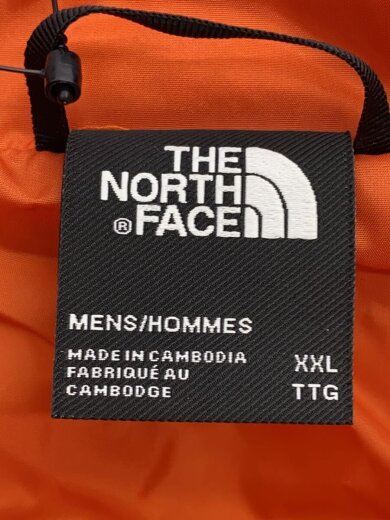 THE
NORTH
® FACE
MENS/HOMMES
MADE IN CAMBODIA XXL
FABRIQUÉ AU
CAMBODGE TTG